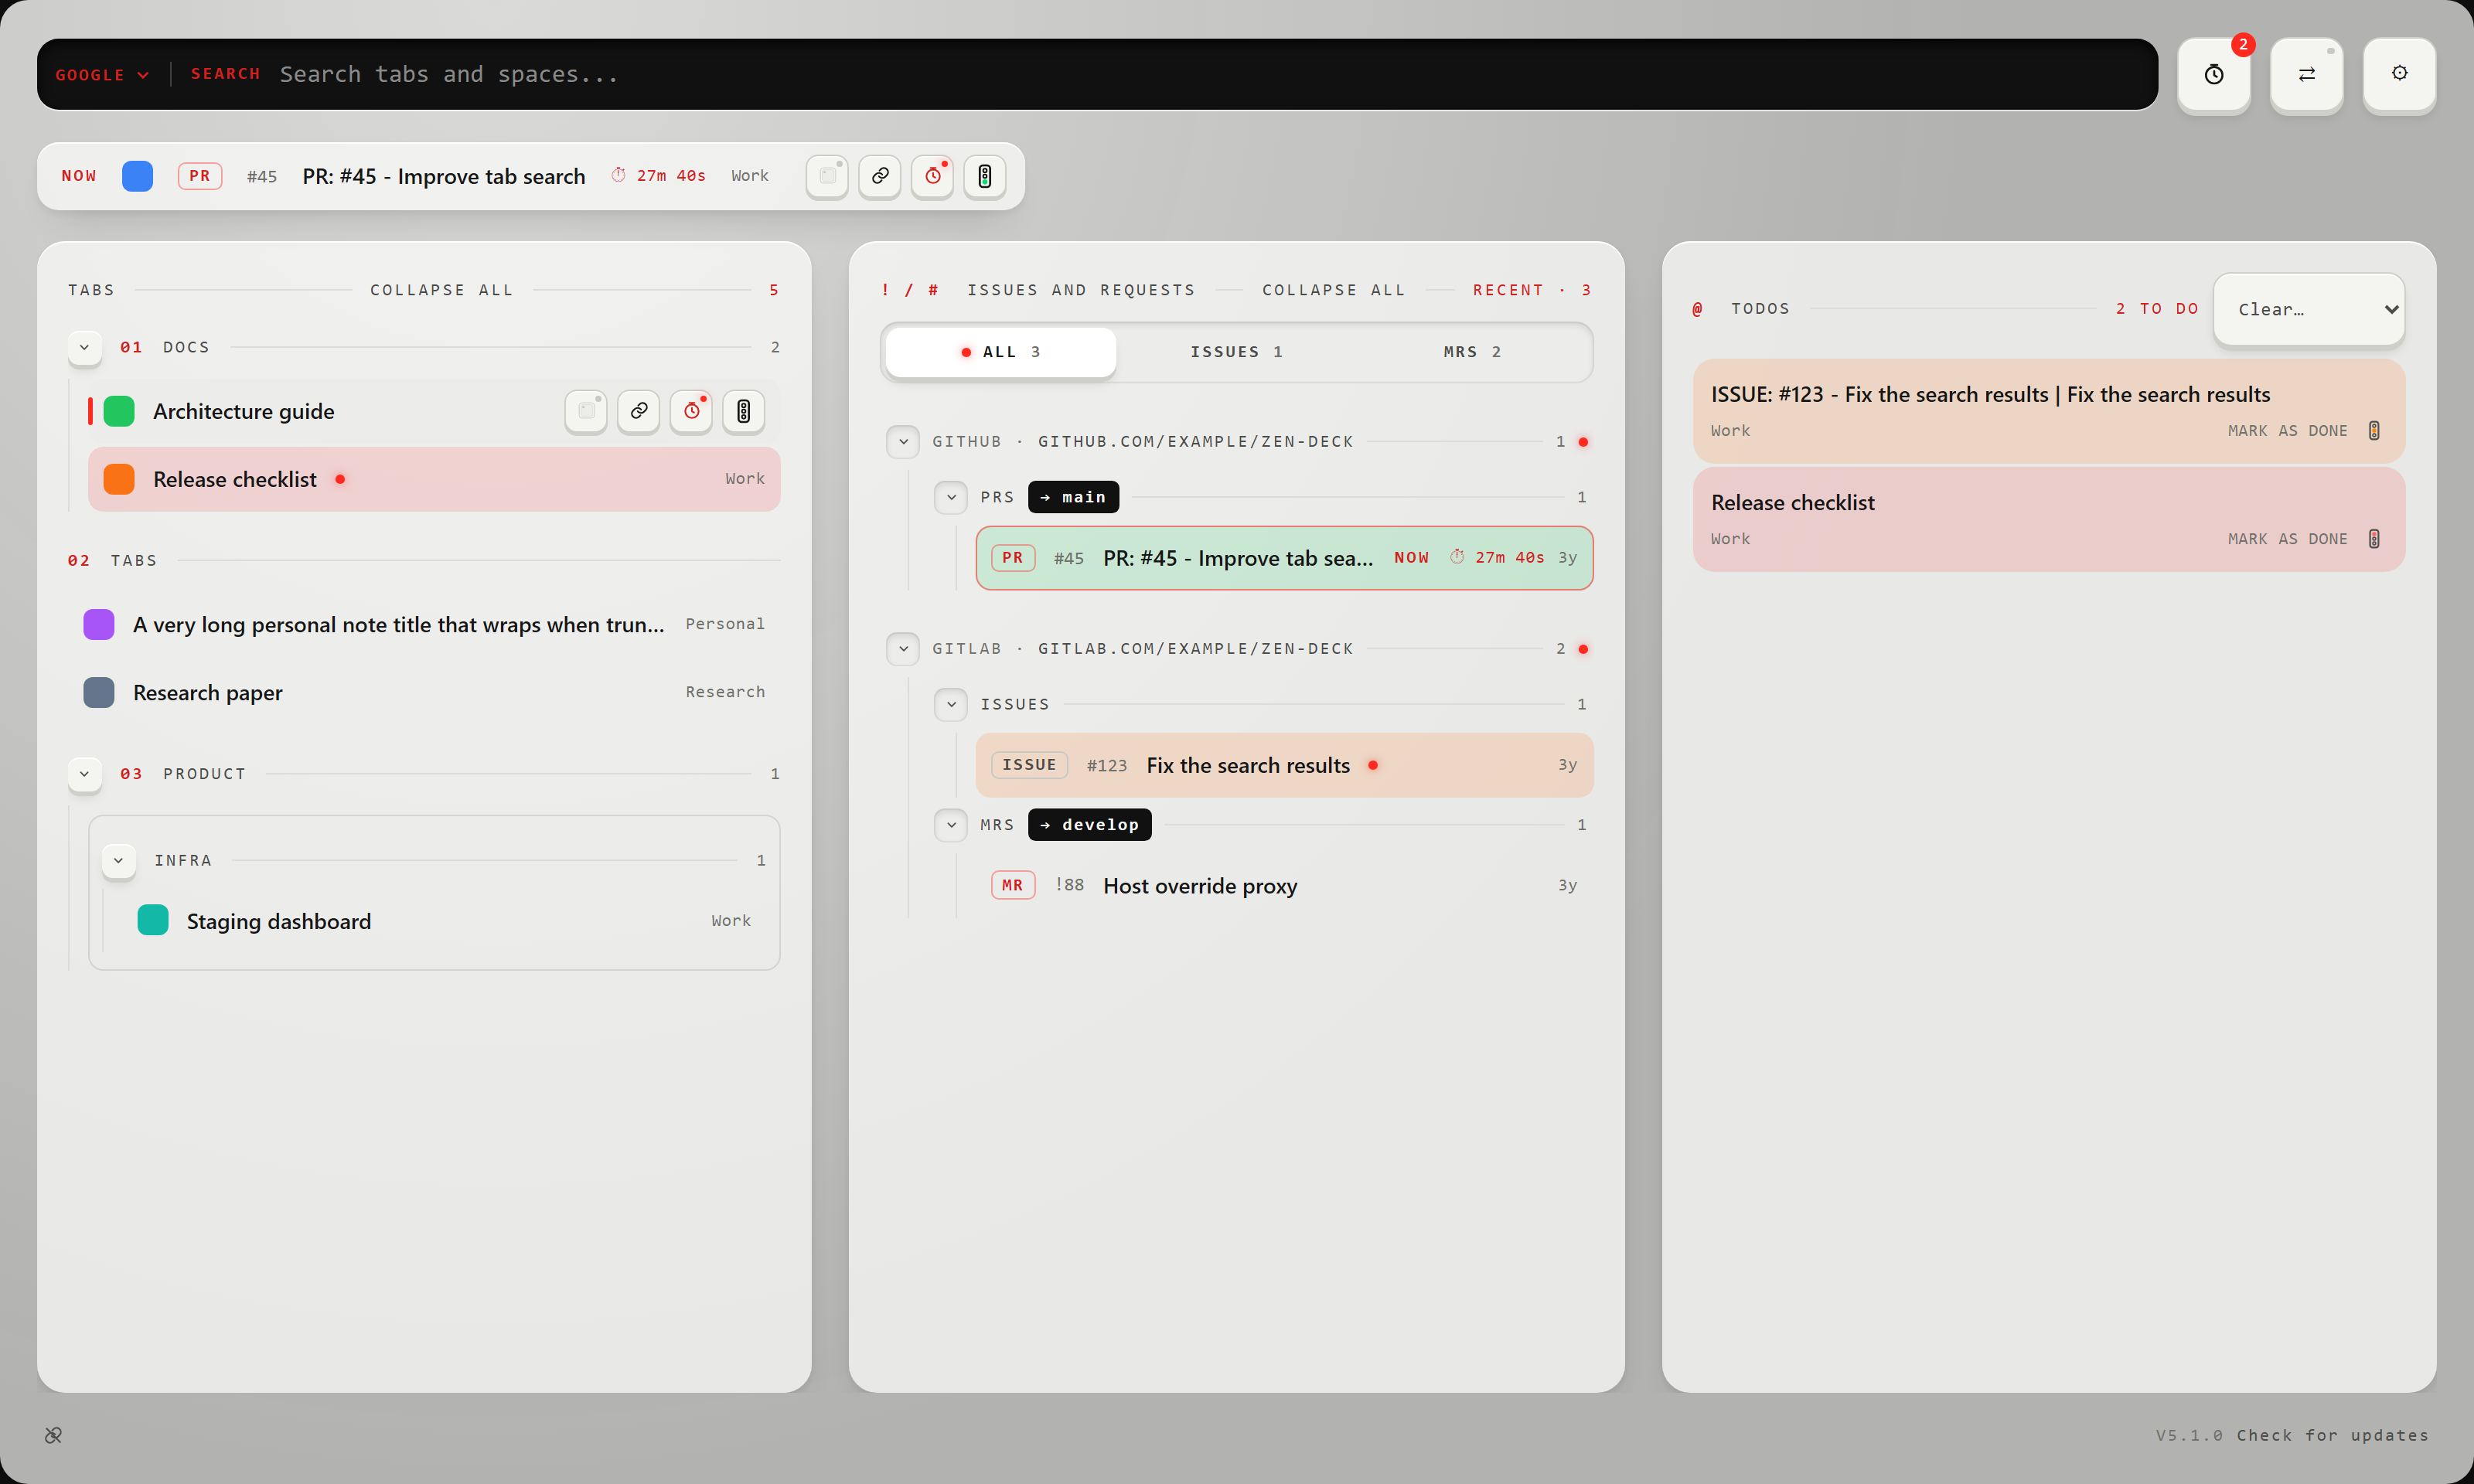 GOOGLE SEARCH Search tabs and spaces...
2
NOW PR #45 PR: #45 - Improve tab search 27m 40s Work
TABS COLLAPSE ALL 5
01 DOCS 2
Architecture guide
Release checklist Work
02 TABS
A very long personal note title that wraps when trun... Personal
Research paper Research
03 PRODUCT 1
INFRA 1
Staging dashboard Work
! / # ISSUES AND REQUESTS COLLAPSE ALL RECENT · 3
ALL 3 ISSUES 1 MRS 2
GITHUB · GITHUB.COM/EXAMPLE/ZEN-DECK 1
PRS → main 1
PR #45 PR: #45 - Improve tab sea... NOW 27m 40s 3y
GITLAB · GITLAB.COM/EXAMPLE/ZEN-DECK 2
ISSUES 1
ISSUE #123 Fix the search results 3y
MRS → develop 1
MR !88 Host override proxy 3y
@ TODOS 2 TO DO Clear…
ISSUE: #123 - Fix the search results | Fix the search results
Work MARK AS DONE
Release checklist
Work MARK AS DONE
V5.1.0 Check for updates